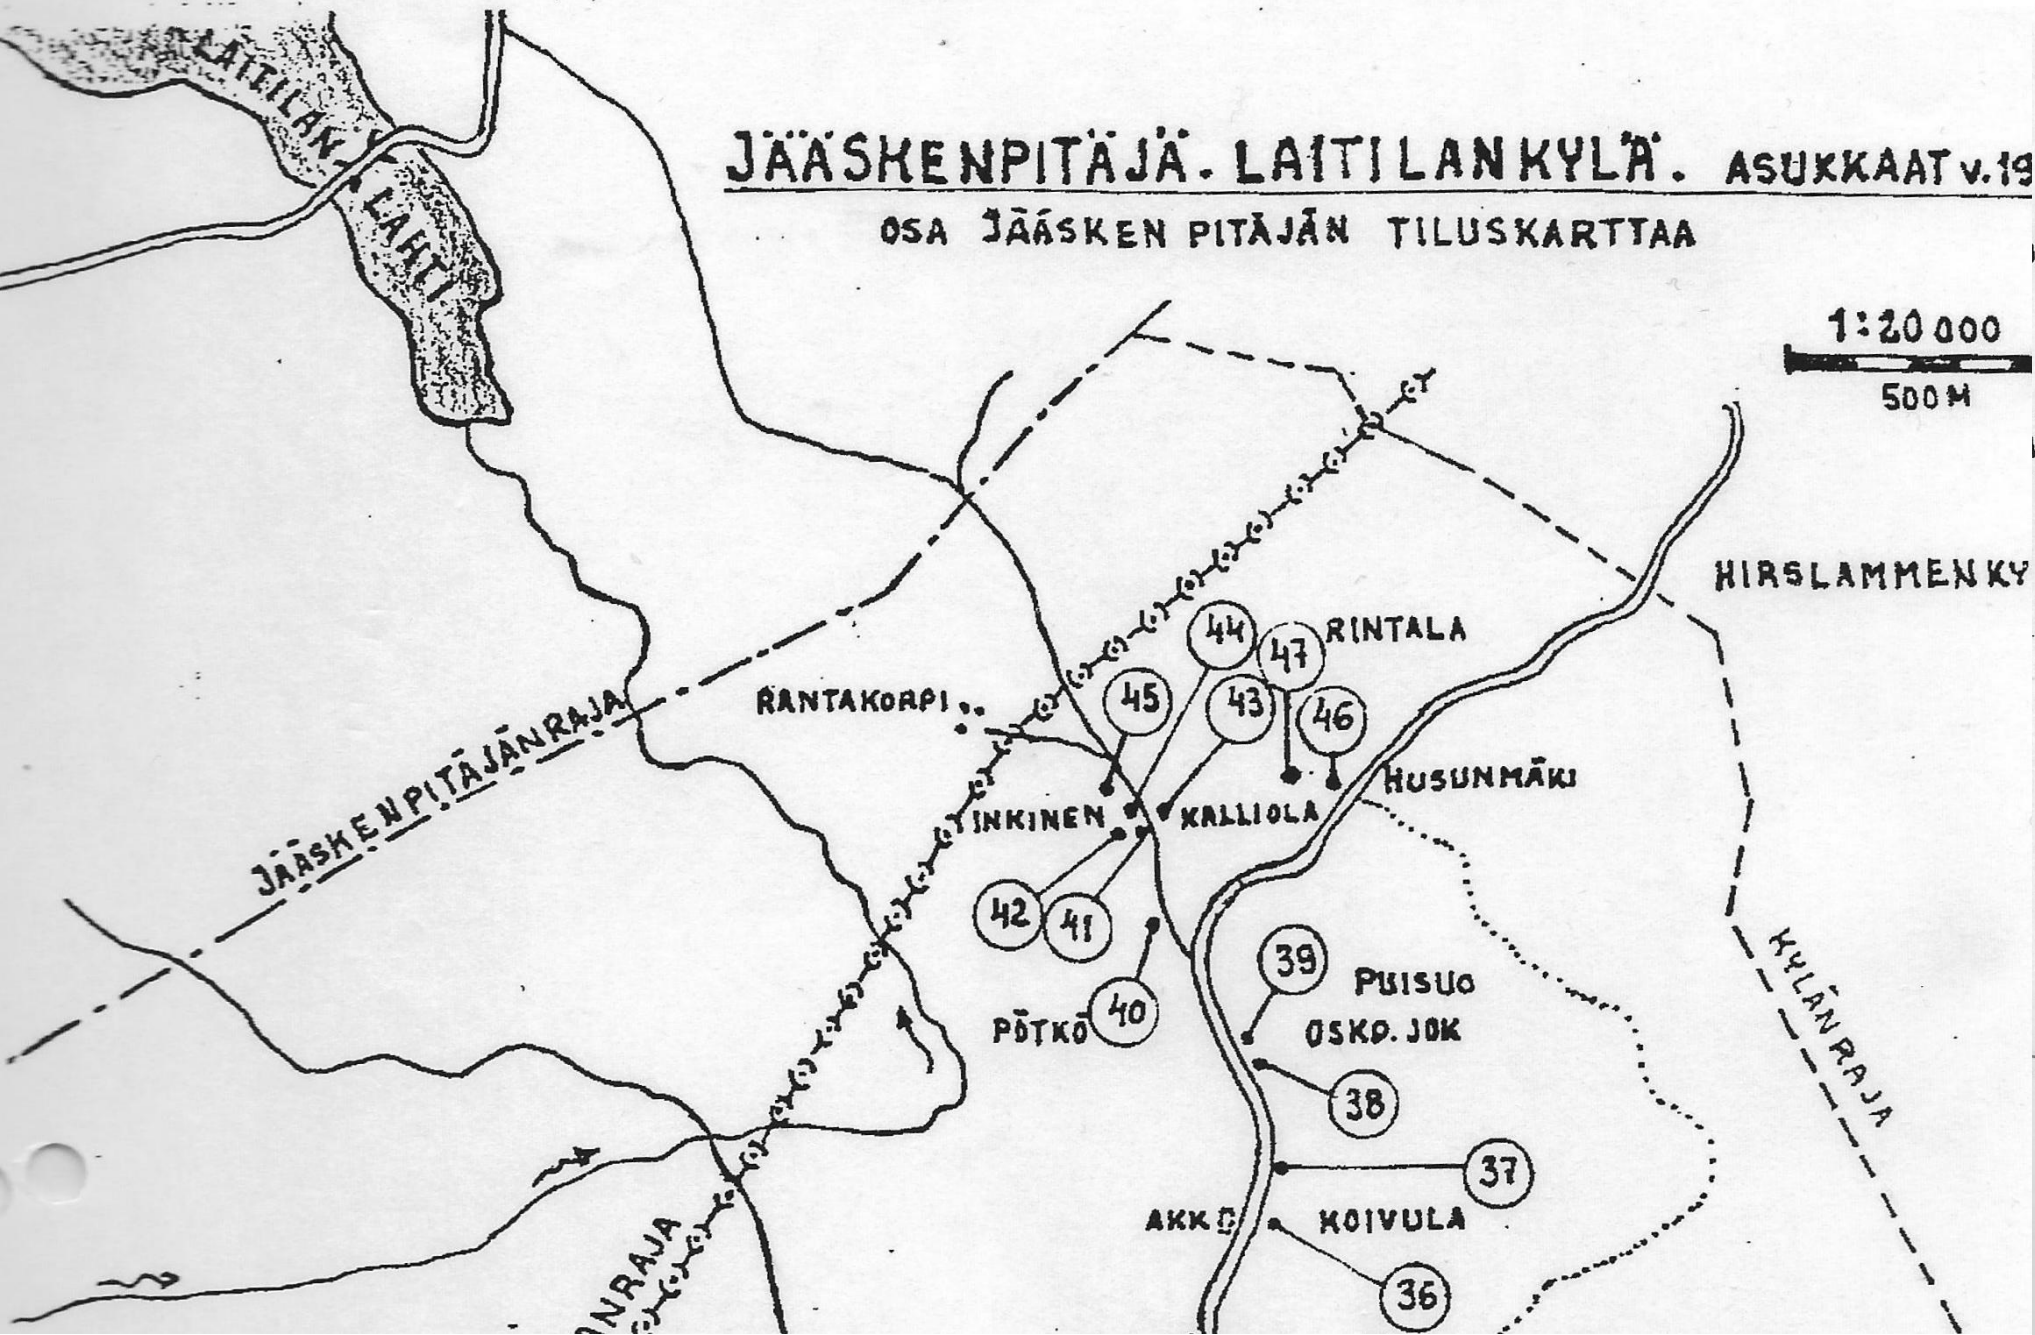 LAITILAN
LAHTI
JÄÄSKENPITÄJÄ. LAITILANKYLÄ. ASUKKAAT v.19
OSA JÄÄSKEN PITÄJÄN TILUSKARTTAA
1:20 000
500 M
HIRSLAMMENKY
44
47
RINTALA
RANTAKORPI
45
43
46
JÄÄSKENPITÄJÄNRAJA
HUSUNMÄKI
INKINEN
KALLIOLA
42
41
39
PUISUO
KYLÄNRAJA
PÖTKÖ
40
OSKO. JOK
38
37
AKKO
KOIVULA
36
NRAJA